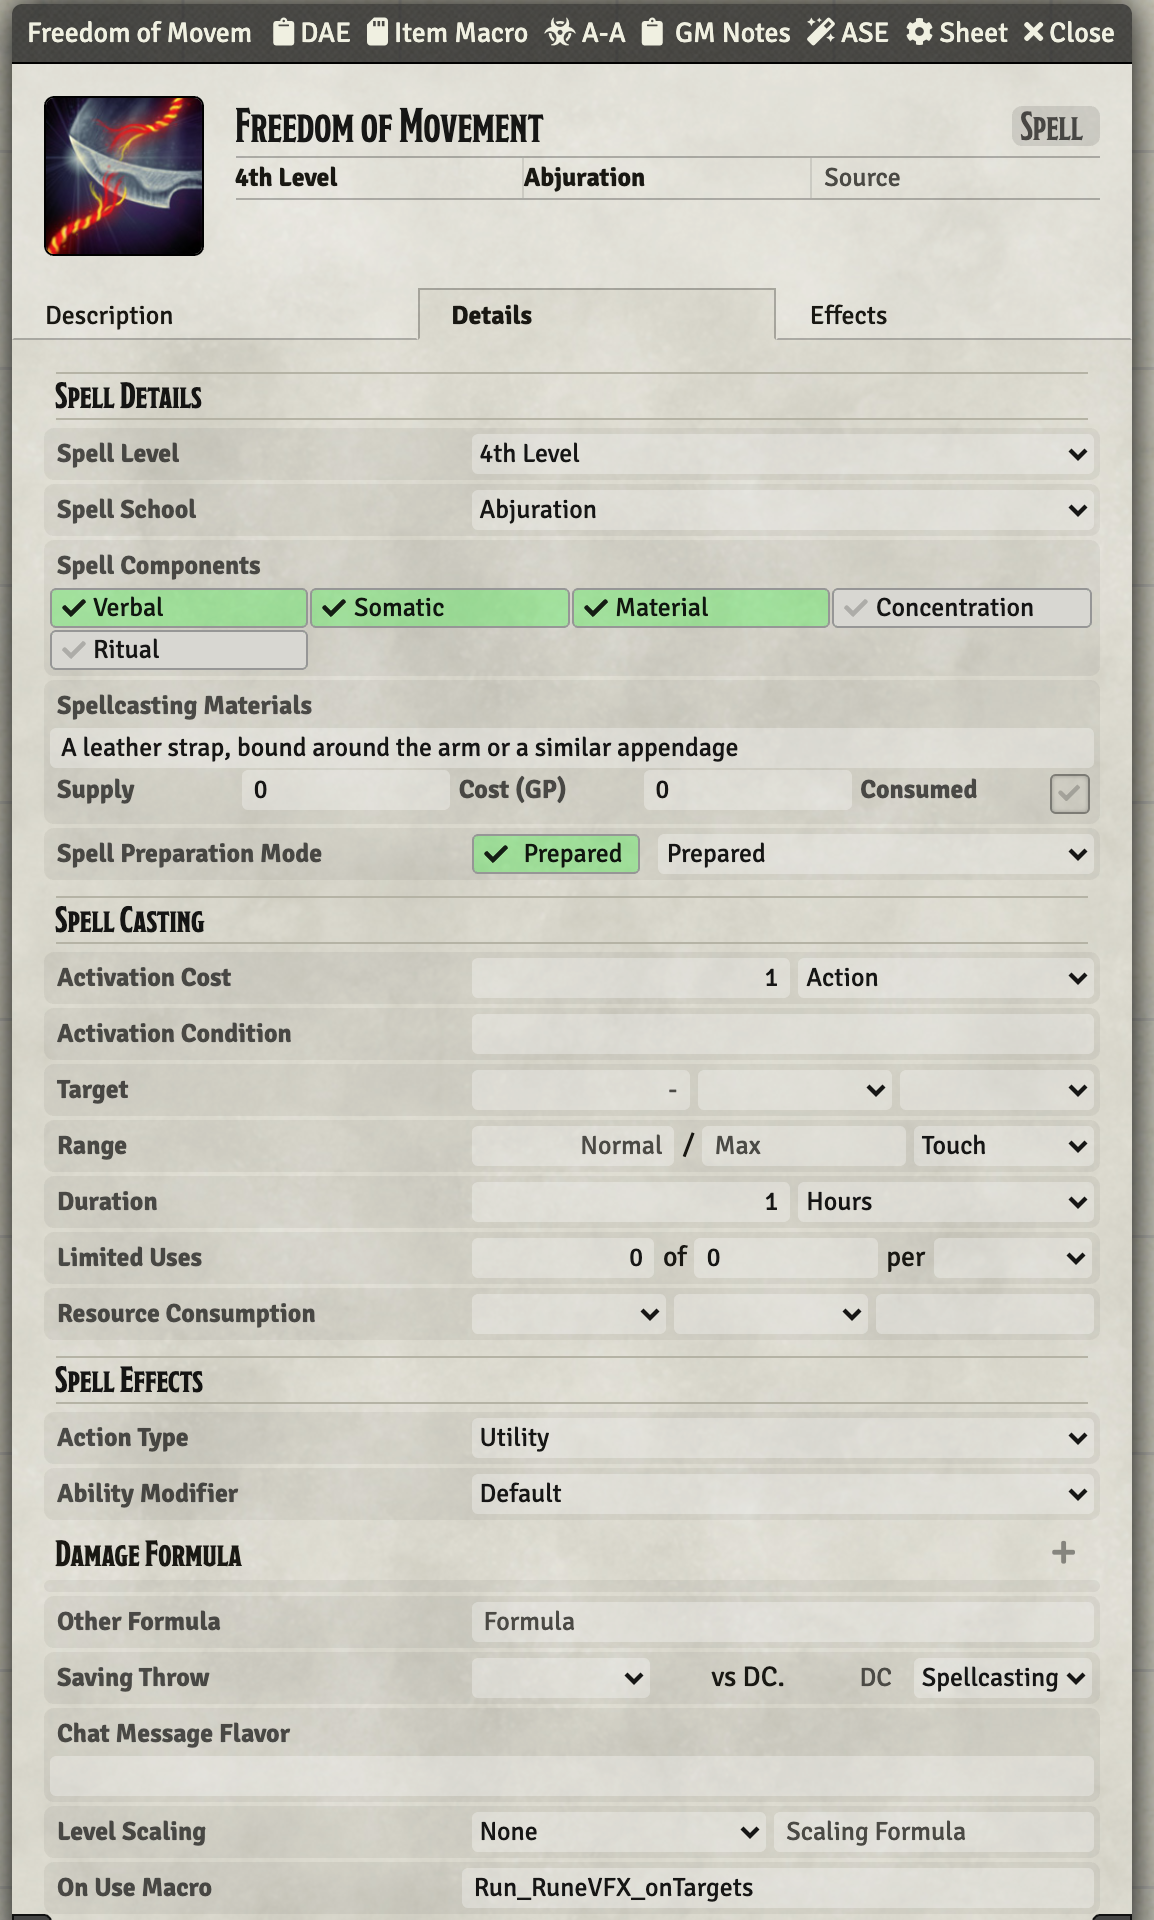 Freedom of Movem DAE Item Macro A-A GM Notes ASE Sheet Close
Freedom of Movement Spell
4th Level Abjuration Source
Description Details Effects
Spell Details
Spell Level 4th Level
Spell School Abjuration
Spell Components
Verbal Somatic Material Concentration
Ritual
Spellcasting Materials
A leather strap, bound around the arm or a similar appendage
Supply 0 Cost (GP) 0 Consumed
Spell Preparation Mode Prepared Prepared
Spell Casting
Activation Cost 1 Action
Activation Condition
Target -
Range Normal / Max Touch
Duration 1 Hours
Limited Uses 0 of 0 per
Resource Consumption
Spell Effects
Action Type Utility
Ability Modifier Default
Damage Formula
Other Formula Formula
Saving Throw vs DC. DC Spellcasting
Chat Message Flavor
Level Scaling None Scaling Formula
On Use Macro Run_RuneVFX_onTargets